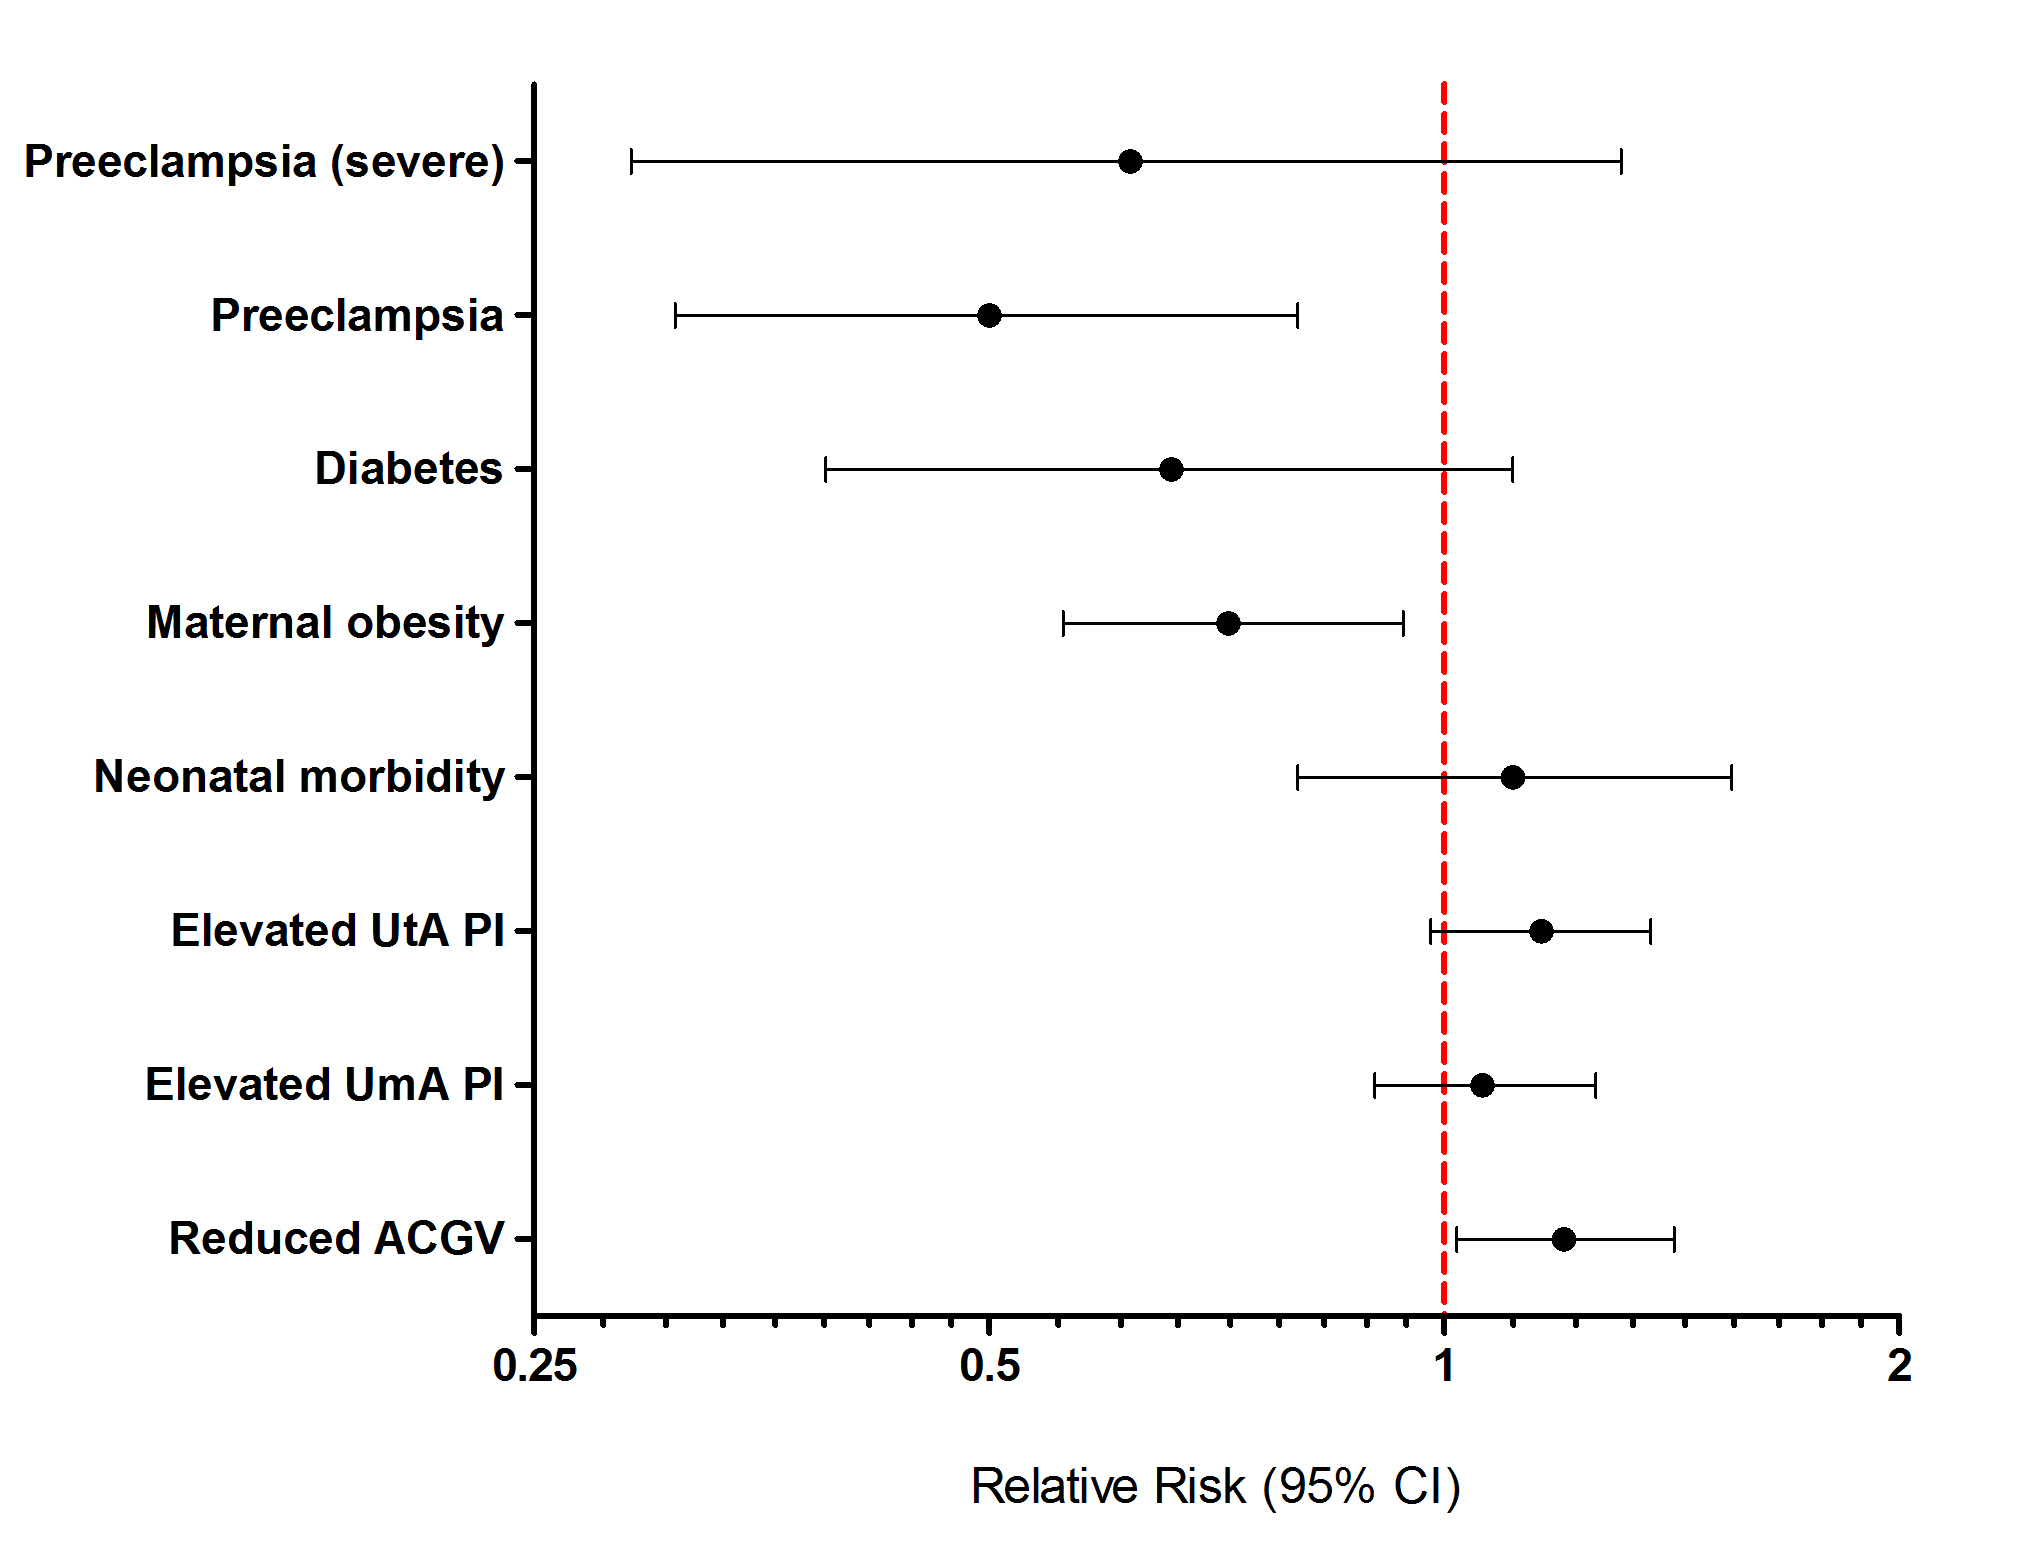 Preeclampsia (severe)
Preeclampsia
Diabetes
Maternal obesity
Neonatal morbidity
Elevated UtA PI
Elevated UmA PI
Reduced ACGV
0.25 0.5 1 2
Relative Risk (95% CI)